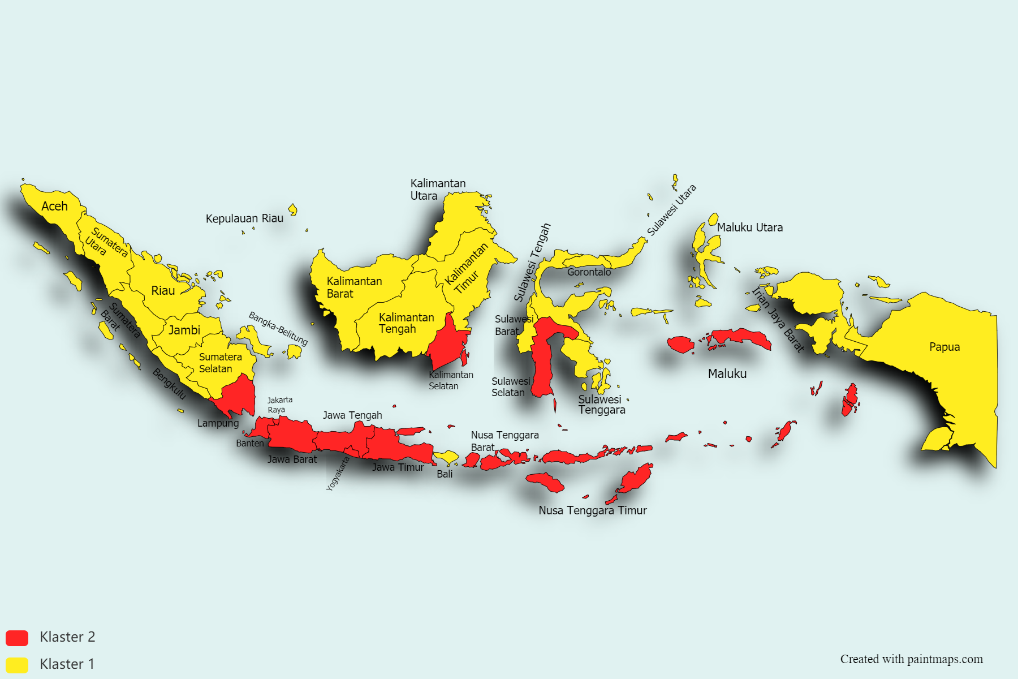 Aceh
Sumatera
Utara
Riau
Kepulauan Riau
Sumatera
Barat
Jambi
Bangka-Belitung
Sumatera
Selatan
Bengkulu
Lampung
Kalimantan
Utara
Kalimantan
Barat
Kalimantan
Timur
Kalimantan
Tengah
Kalimantan
Selatan
Sulawesi Tengah
Gorontalo
Sulawesi Utara
Sulawesi
Barat
Sulawesi
Selatan
Sulawesi
Tenggara
Maluku Utara
Maluku
Irian Jaya Barat
Papua
Jakarta
Raya
Banten
Jawa Barat
Jawa Tengah
Yogyakarta
Jawa Timur
Bali
Nusa Tenggara
Barat
Nusa Tenggara Timur
Klaster 2
Klaster 1
Created with paintmaps.com